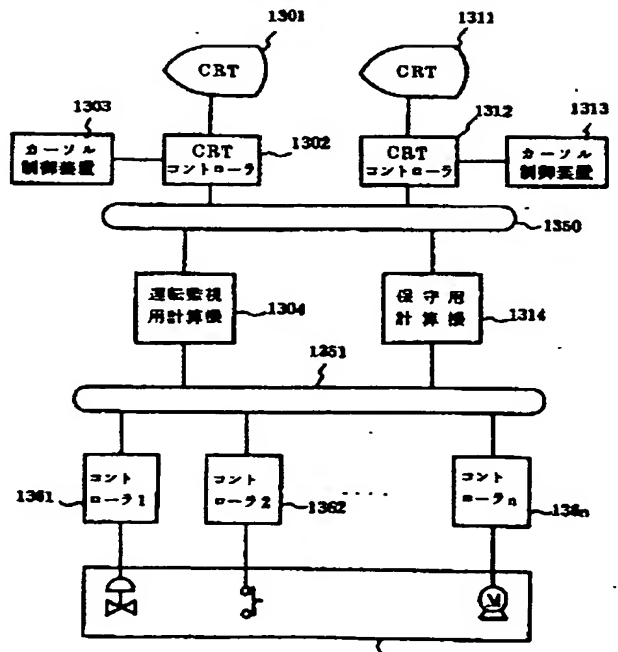 1301
CRT
1311
CRT
1303
カーソル
制御装置
CRT
コントローラ
1302
CRT
コントローラ
1312
1313
カーソル
制御装置
1350
運転監視
用計算機
1304
保守用
計算機
1314
1351
コント
ローラ1
1361
コント
ローラ2
1362
....
コント
ローラn
136n